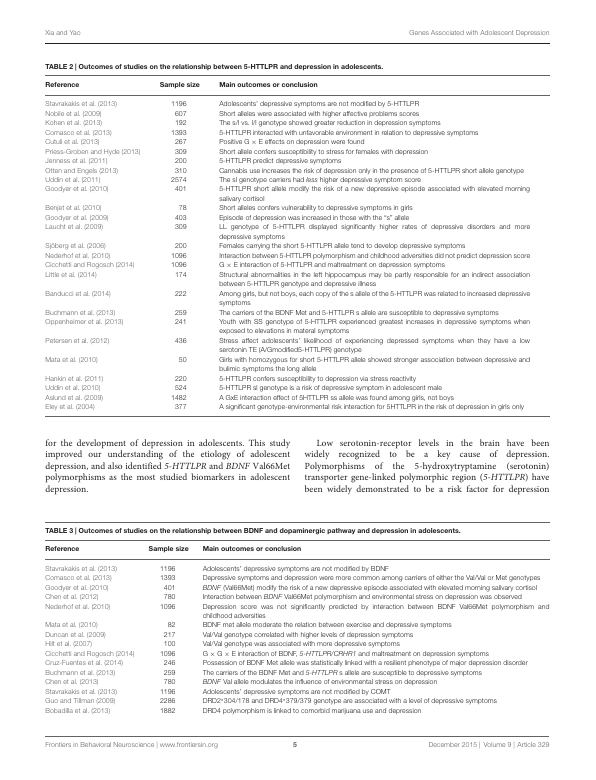 Xia and Yao
Genes Associated with Adolescent Depression
TABLE 2 | Outcomes of studies on the relationship between 5-HTTLPR and depression in adolescents.
Reference Sample size Main outcomes or conclusion
Stavrakakis et al. (2013) 1196 Adolescents' depressive symptoms are not modified by 5-HTTLPR
Nobile et al. (2009) 607 Short alleles were associated with higher affective problems scores
Kohen et al. (2013) 192 The s/l vs. l/l genotype showed greater reduction in depression symptoms
Comasco et al. (2013) 1393 5-HTTLPR interacted with unfavorable environment in relation to depressive symptoms
Cutuli et al. (2013) 267 Positive G × E effects on depression were found
Priess-Groben and Hyde (2013) 309 Short allele confers susceptibility to stress for females with depression
Jenness et al. (2011) 200 5-HTTLPR predict depressive symptoms
Otten and Engels (2013) 310 Cannabis use increases the risk of depression only in the presence of 5-HTTLPR short allele genotype
Uddin et al. (2011) 2574 The sl genotype carriers had less higher depressive symptom score
Goodyer et al. (2010) 401 5-HTTLPR short allele modify the risk of a new depressive episode associated with elevated morning
salivary cortisol
Benjet et al. (2010) 78 Short alleles confers vulnerability to depressive symptoms in girls
Goodyer et al. (2009) 403 Episode of depression was increased in those with the "s" allele
Laucht et al. (2009) 309 LL genotype of 5-HTTLPR displayed significantly higher rates of depressive disorders and more
depressive symptoms
Sjöberg et al. (2006) 200 Females carrying the short 5-HTTLPR allele tend to develop depressive symptoms
Nederhof et al, (2010) 1096 Interaction between 5-HTTLPR polymorphism and childhood adversities did not predict depression score
Cicchetti and Rogosch (2014) 1096 G × E interaction of 5-HTTLPR and maltreatment on depression symptoms
Little et al. (2014) 174 Structural abnormalities in the left hippocampus may be partly responsible for an indirect association
between 5-HTTLPR genotype and depressive illness
Banducci et al. (2014) 222 Among girls, but not boys, each copy of the s allele of the 5-HTTLPR was related to increased depressive
symptoms
Buchmann et al. (2013) 259 The carriers of the BDNF Met and 5-HTTLPR s allele are susceptible to depressive symptoms
Oppenheimer et al. (2013) 241 Youth with SS genotype of 5-HTTLPR experienced greatest increases in depressive symptoms when
exposed to elevations in materal symptoms
Petersen et al. (2012) 436 Stress affect adolescents' likelihood of experiencing depressed symptoms when they have a low
serotonin TE (A/Gmodified5-HTTLPR) genotype
Mata et al. (2010) 50 Girls with homozygous for short 5-HTTLPR allele showed stronger association between depressive and
bulimic symptoms the long allele
Hankin et al. (2011) 220 5-HTTLPR confers susceptibility to depression via stress reactivity
Uddin et al. (2010) 524 5-HTTLPR sl genotype is a risk of depressive symptom in adolescent male
Aslund et al. (2009) 1482 A GxE interaction effect of 5HTTLPR ss allele was found among girls, not boys
Eley et al. (2004) 377 A significant genotype-environmental risk interaction for 5HTTLPR in the risk of depression in girls only
for the development of depression in adolescents. This study
improved our understanding of the etiology of adolescent
depression, and also identified 5-HTTLPR and BDNF Val66Met
polymorphisms as the most studied biomarkers in adolescent
depression.
Low serotonin-receptor levels in the brain have been
widely recognized to be a key cause of depression.
Polymorphisms of the 5-hydroxytryptamine (serotonin)
transporter gene-linked polymorphic region (5-HTTLPR) have
been widely demonstrated to be a risk factor for depression
TABLE 3 | Outcomes of studies on the relationship between BDNF and dopaminergic pathway and depression in adolescents.
Reference Sample size Main outcomes or conclusion
Stavrakakis et al. (2013) 1196 Adolescents' depressive symptoms are not modified by BDNF
Comasco et al. (2013) 1393 Depressive symptoms and depression were more common among carriers of either the Val/Val or Met genotypes
Goodyer et al. (2010) 401 BDNF (Val66Met) modify the risk of a new depressive episode associated with elevated morning salivary cortisol
Chen et al. (2012) 780 Interaction between BDNF Val66Met polymorphism and environmental stress on depression was observed
Nederhof et al. (2010) 1096 Depression score was not significantly predicted by interaction between BDNF Val66Met polymorphism and
childhood adversities
Mata et al. (2010) 82 BDNF met allele moderate the relation between exercise and depressive symptoms
Duncan et al. (2009) 217 Val/Val genotype correlated with higher levels of depression symptoms
Hilt et al. (2007) 100 Val/Val genotype was associated with more depressive symptoms
Cicchetti and Rogosch (2014) 1096 G × G × E interaction of BDNF, 5-HTTLPR/CRHR1 and maltreatment on depression symptoms
Cruz-Fuentes et al. (2014) 246 Possession of BDNF Met allele was statistically linked with a resilient phenotype of major depression disorder
Buchmann et al. (2013) 259 The carriers of the BDNF Met and 5-HTTLPR s allele are susceptible to depressive symptoms
Chen et al. (2013) 780 BDNF Val allele modulates the influence of environmental stress on depression
Stavrakakis et al. (2013) 1196 Adolescents' depressive symptoms are not modified by COMT
Guo and Tillman (2009) 2286 DRD2*304/178 and DRD4*379/379 genotype are associated with a level of depressive symptoms
Bobadilla et al. (2013) 1882 DRD4 polymorphism is linked to comorbid marijuana use and depression
Frontiers in Behavioral Neuroscience | www.frontiersin.org
5
December 2015 | Volume 9 | Article 329